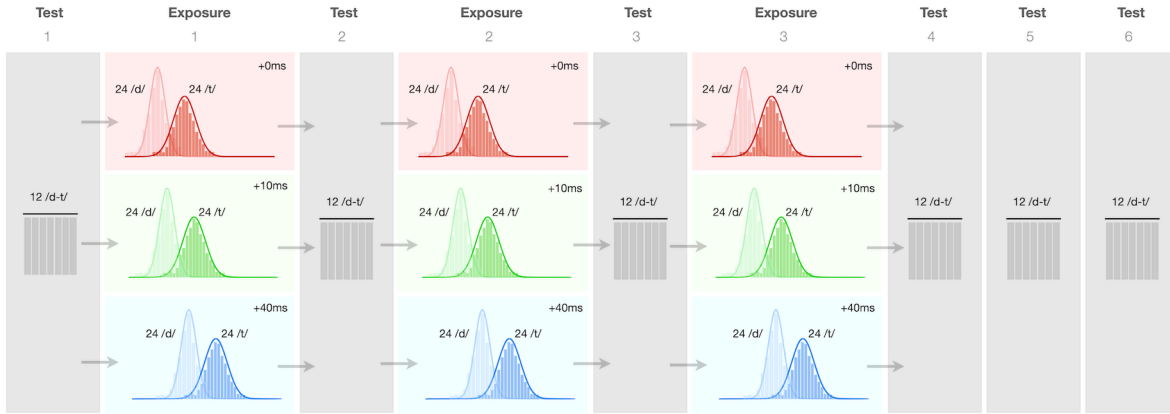 Test Exposure Test Exposure Test Exposure Test Test Test
1 1 2 2 3 3 4 5 6
+0ms +0ms +0ms
24 /d/ 24 /t/ 24 /d/ 24 /t/ 24 /d/ 24 /t/
+10ms +10ms +10ms
12 /d-t/ 24 /d/ 24 /t/ 12 /d-t/ 24 /d/ 24 /t/ 12 /d-t/ 24 /d/ 24 /t/ 12 /d-t/ 12 /d-t/ 12 /d-t/
+40ms +40ms +40ms
24 /d/ 24 /t/ 24 /d/ 24 /t/ 24 /d/ 24 /t/